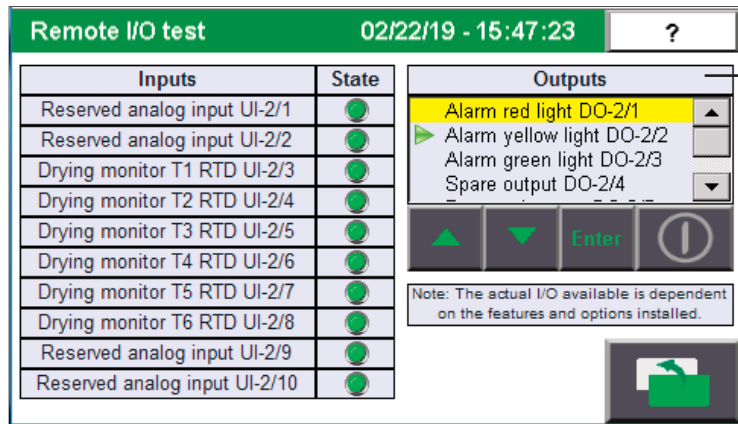 Remote I/O test 02/22/19 - 15:47:23 ?
Inputs State
Reserved analog input UI-2/1
Reserved analog input UI-2/2
Drying monitor T1 RTD UI-2/3
Drying monitor T2 RTD UI-2/4
Drying monitor T3 RTD UI-2/5
Drying monitor T4 RTD UI-2/6
Drying monitor T5 RTD UI-2/7
Drying monitor T6 RTD UI-2/8
Reserved analog input UI-2/9
Reserved analog input UI-2/10
Outputs
Alarm red light DO-2/1
Alarm yellow light DO-2/2
Alarm green light DO-2/3
Spare output DO-2/4
Enter
Note: The actual I/O available is dependent
on the features and options installed.